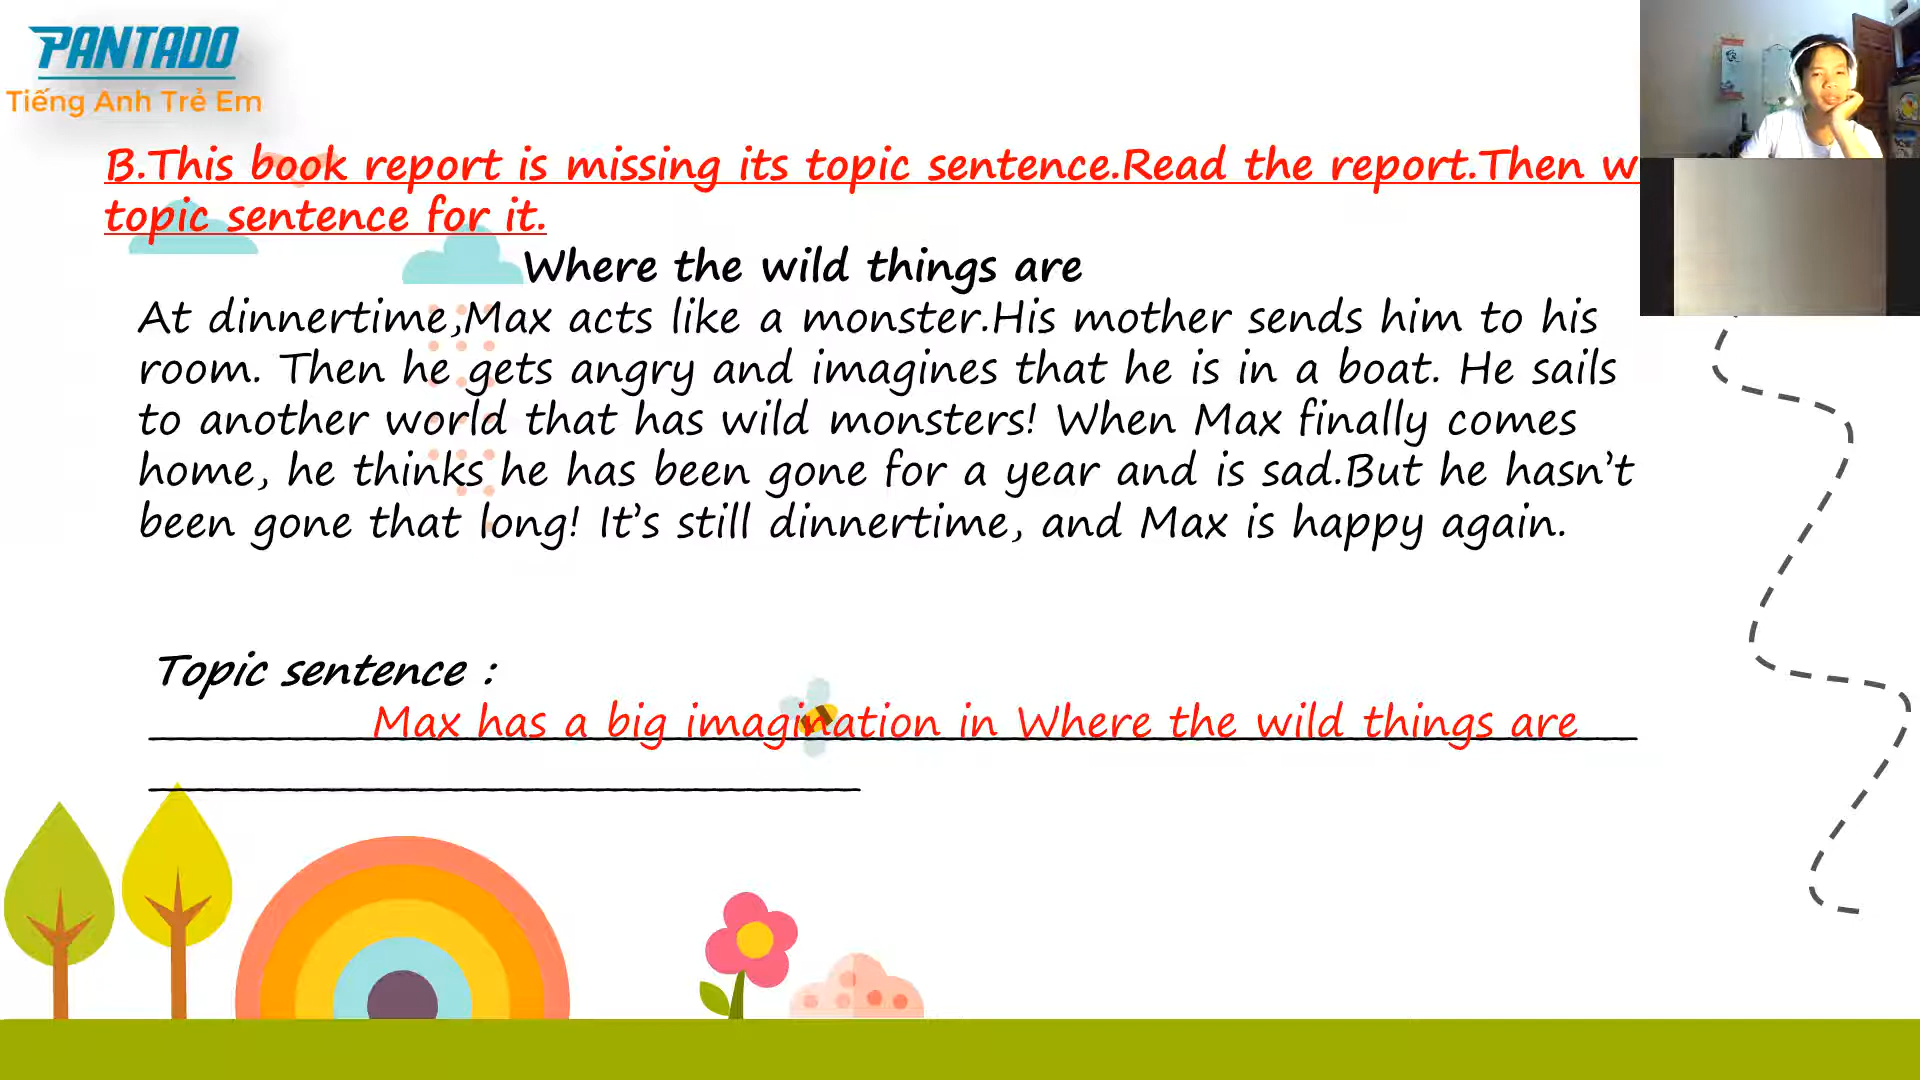 PANTADO
Tiếng Anh Trẻ Em
B.This book report is missing its topic sentence.Read the report.Then w
topic sentence for it.
Where the wild things are
At dinnertime,Max acts like a monster.His mother sends him to his
room. Then he gets angry and imagines that he is in a boat. He sails
to another world that has wild monsters! When Max finally comes
home, he thinks he has been gone for a year and is sad.But he hasn’t
been gone that long! It’s still dinnertime, and Max is happy again.
Topic sentence :
Max has a big imagination in Where the wild things are